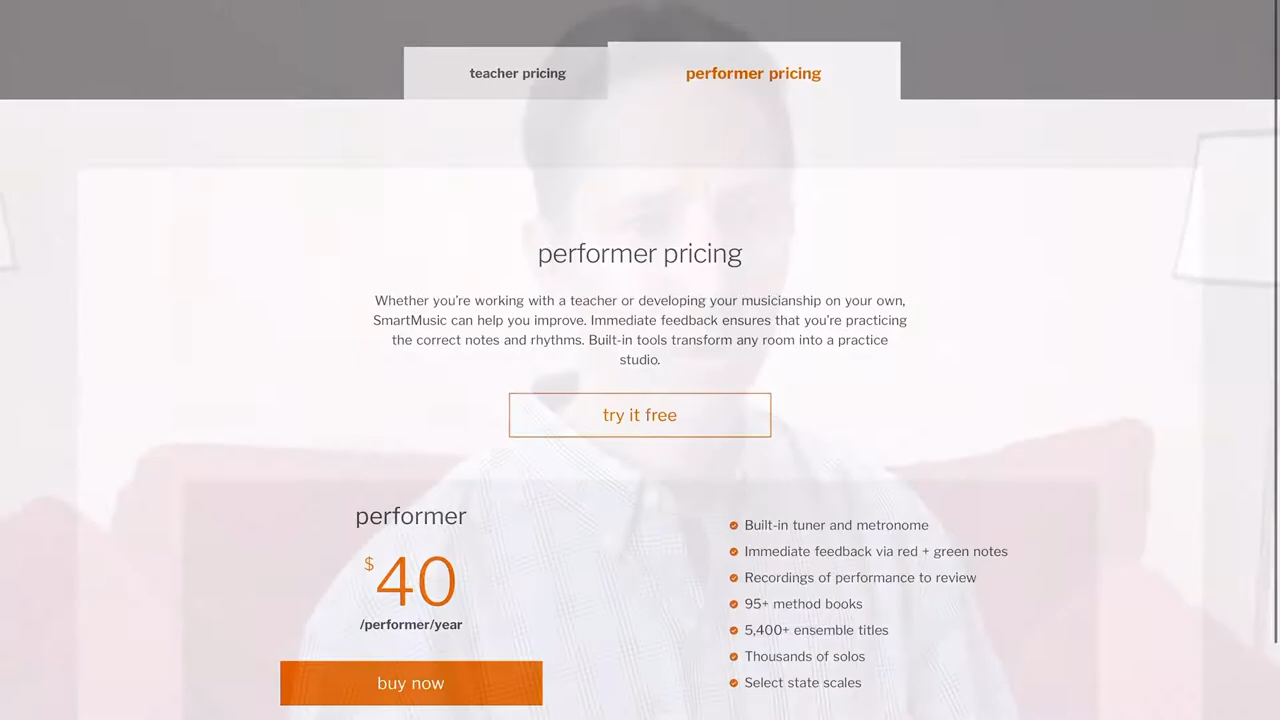 teacher pricing
performer pricing
performer pricing
Whether you're working with a teacher or developing your musicianship on your own,
SmartMusic can help you improve. Immediate feedback ensures that you're practicing
the correct notes and rhythms. Built-in tools transform any room into a practice
studio.
try it free
performer
$40
/performer/year
buy now
Built-in tuner and metronome
Immediate feedback via red + green notes
Recordings of performance to review
95+ method books
5,400+ ensemble titles
Thousands of solos
Select state scales